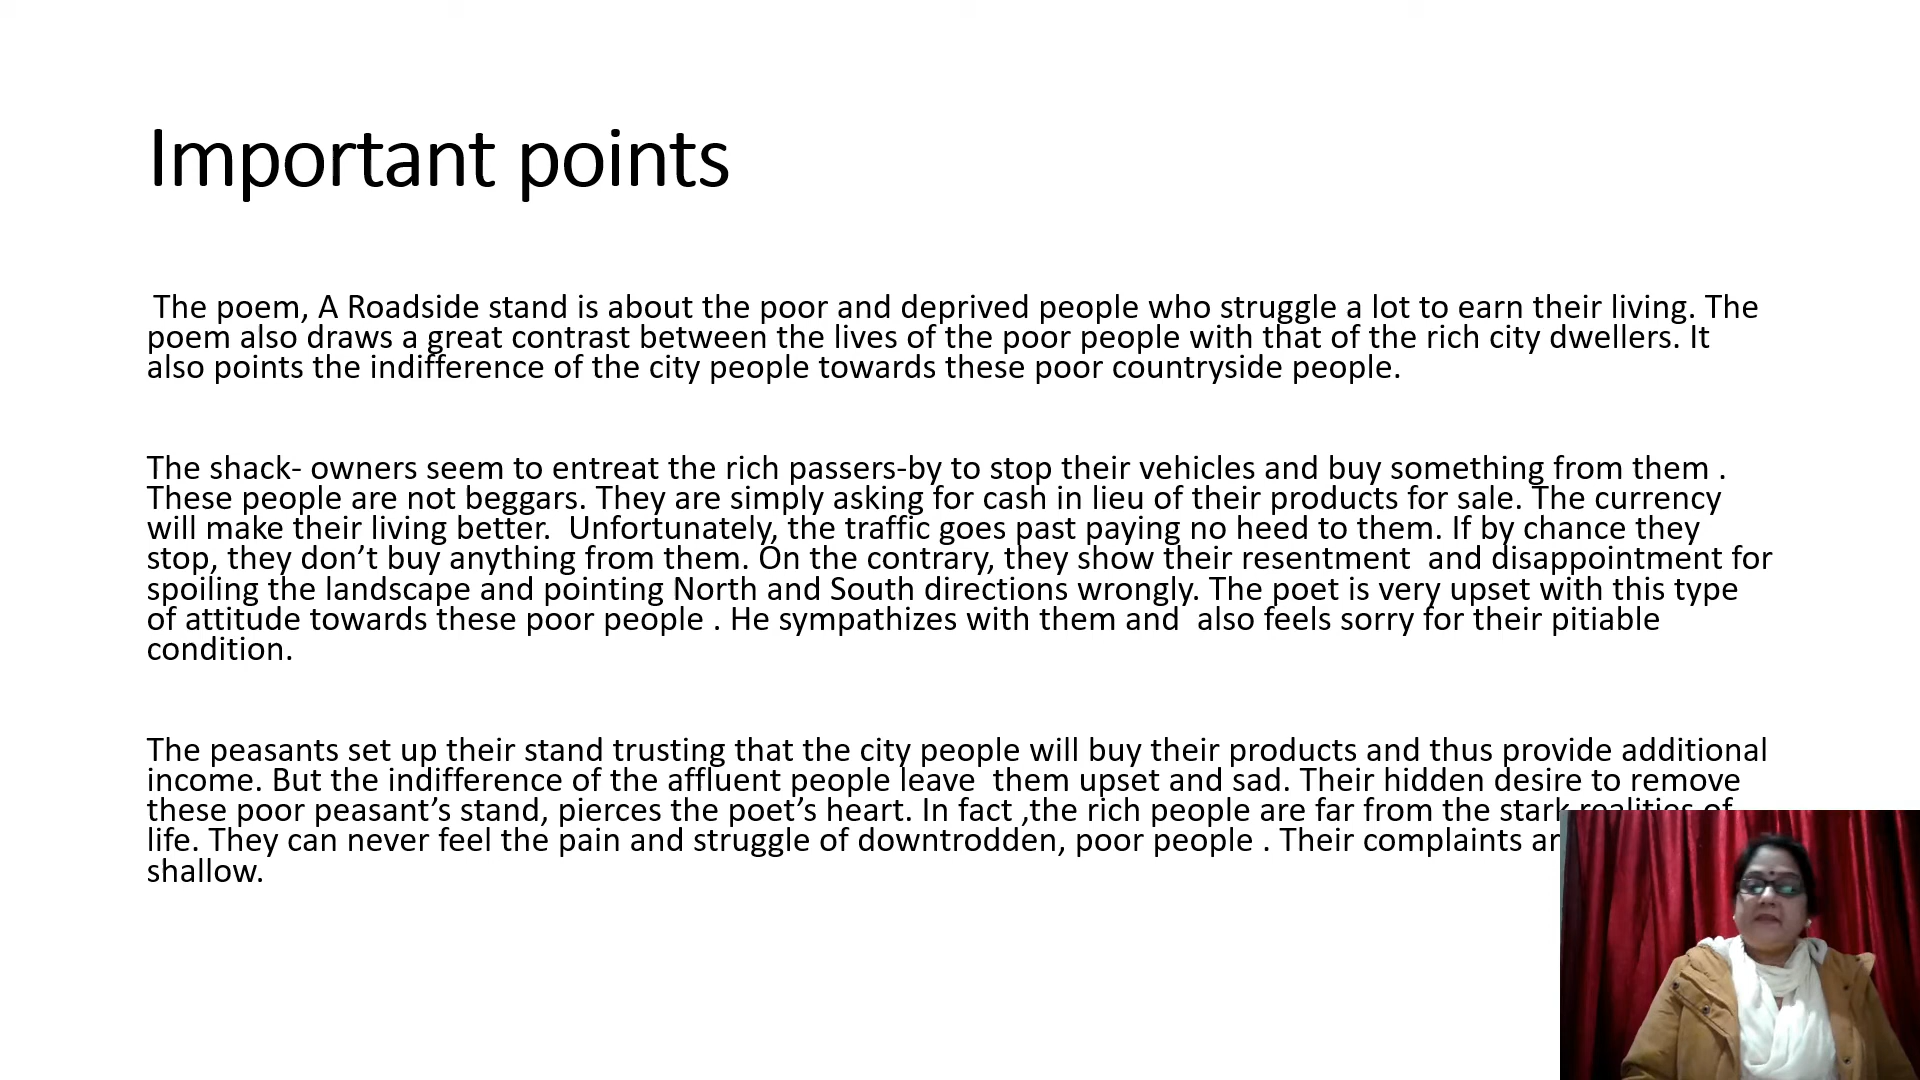 Important points
The poem, A Roadside stand is about the poor and deprived people who struggle a lot to earn their living. The
poem also draws a great contrast between the lives of the poor people with that of the rich city dwellers. It
also points the indifference of the city people towards these poor countryside people.
The shack- owners seem to entreat the rich passers-by to stop their vehicles and buy something from them .
These people are not beggars. They are simply asking for cash in lieu of their products for sale. The currency
will make their living better.  Unfortunately, the traffic goes past paying no heed to them. If by chance they
stop, they don’t buy anything from them. On the contrary, they show their resentment  and disappointment for
spoiling the landscape and pointing North and South directions wrongly. The poet is very upset with this type
of attitude towards these poor people . He sympathizes with them and  also feels sorry for their pitiable
condition.
The peasants set up their stand trusting that the city people will buy their products and thus provide additional
income. But the indifference of the affluent people leave  them upset and sad. Their hidden desire to remove
these poor peasant’s stand, pierces the poet’s heart. In fact ,the rich people are far from the stark realities of
life. They can never feel the pain and struggle of downtrodden, poor people . Their complaints
shallow.